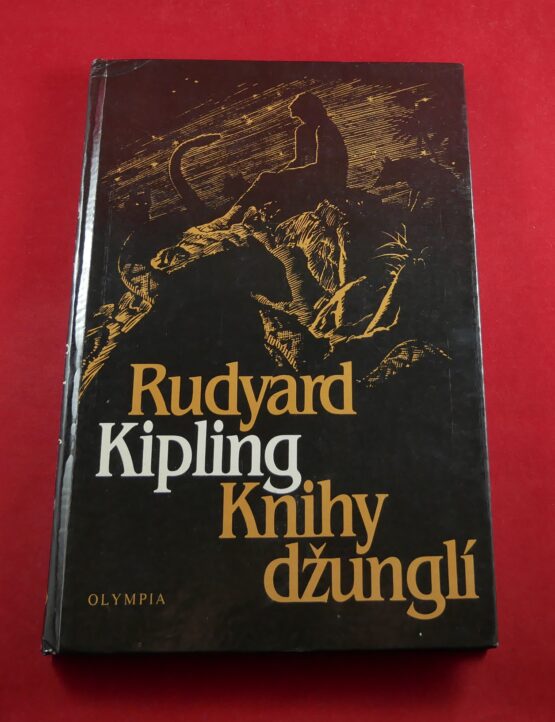 Rudyard
Kipling
Knihy
džunglí
OLYMPIA